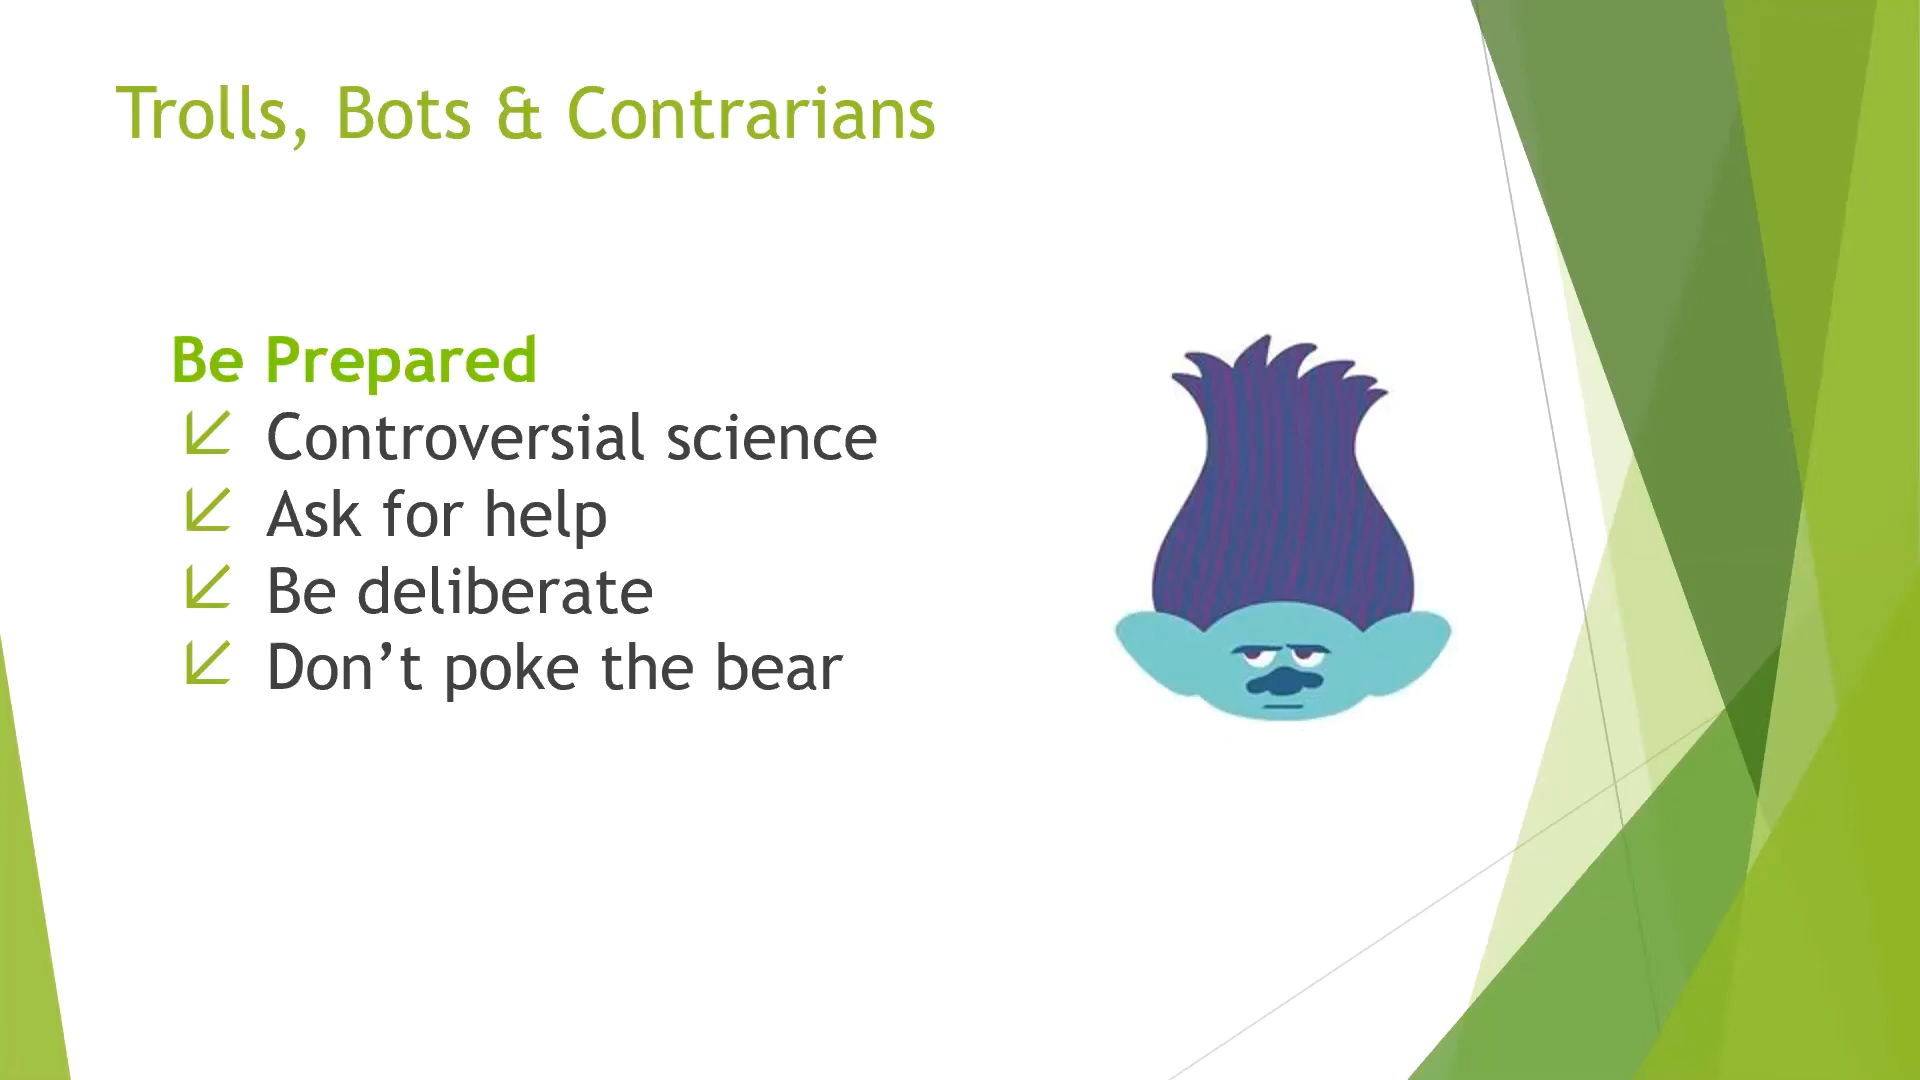 Trolls, Bots & Contrarians
Be Prepared
Controversial science
Ask for help
Be deliberate
Don’t poke the bear